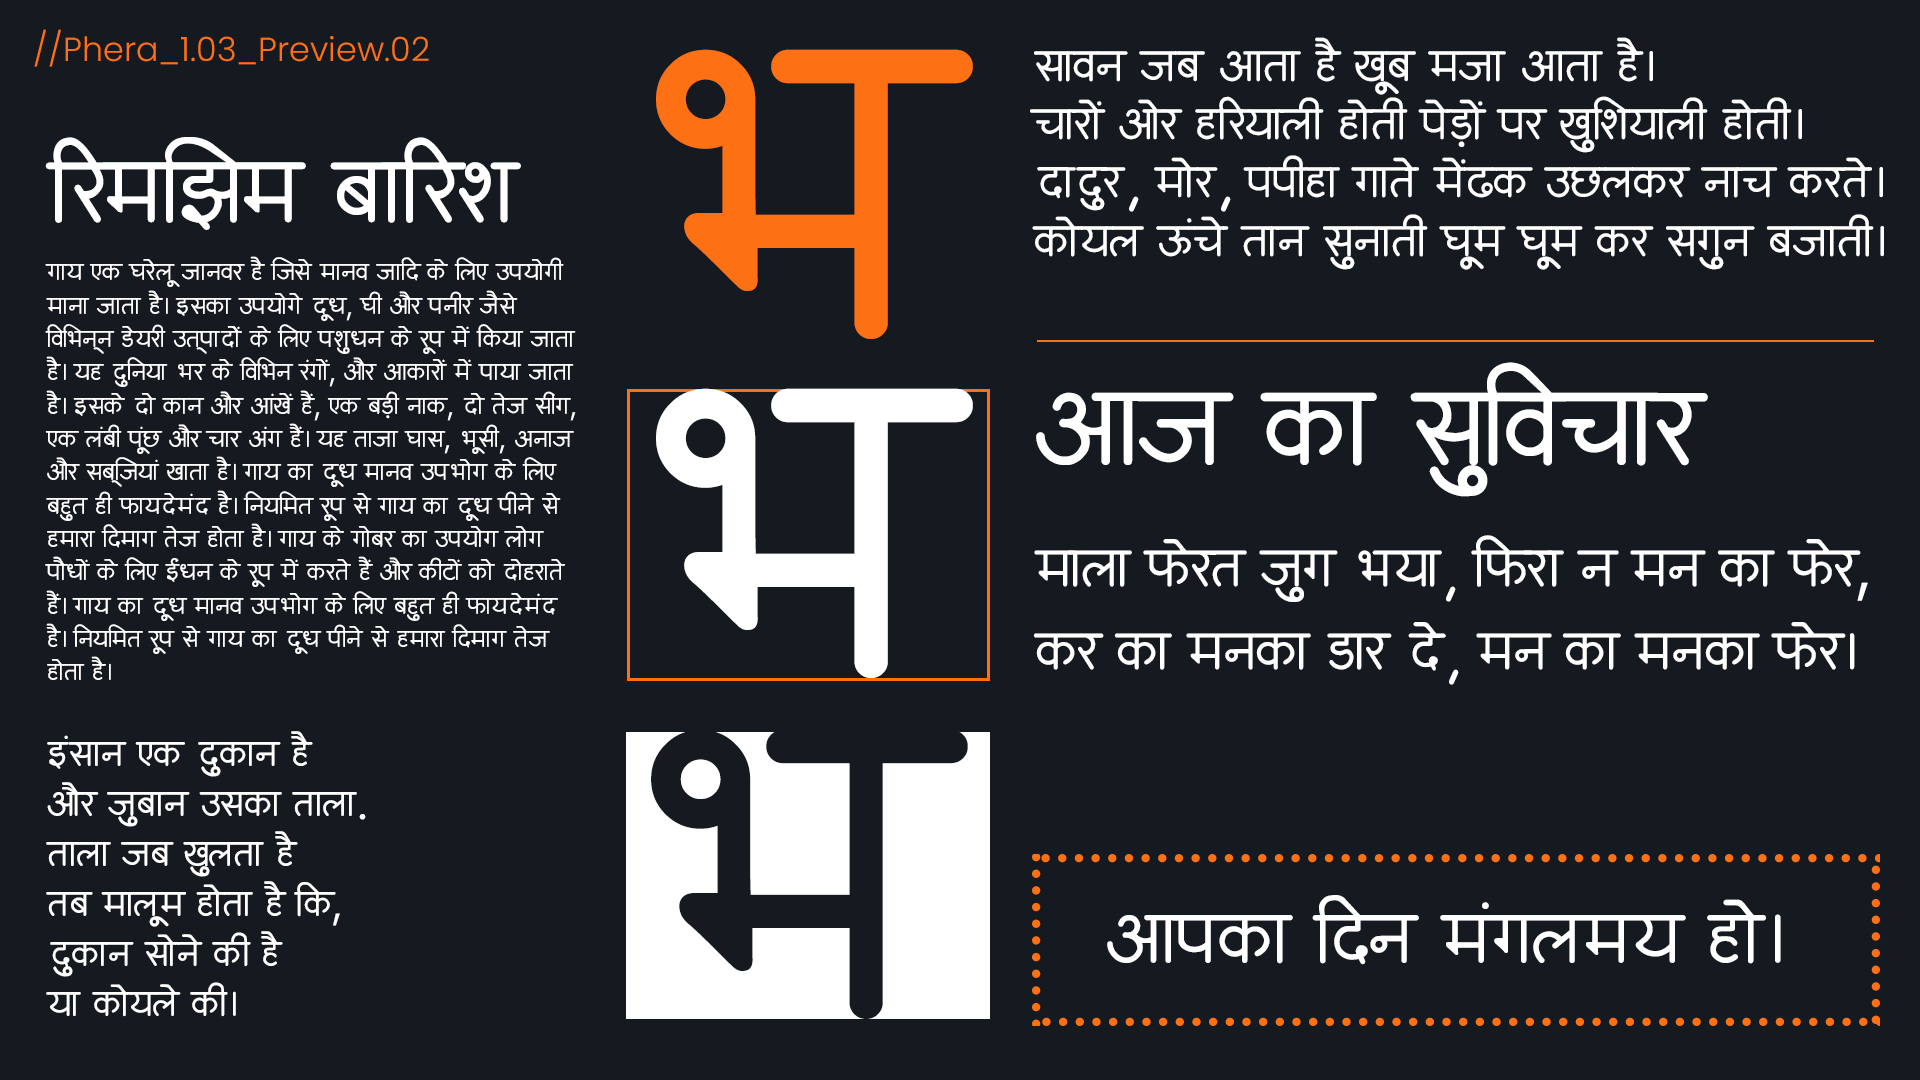 //Phera_1.03_Preview.02
रिमझिम बारिश
गाय एक घरेलू जानवर है जिसे मानव जादि के लिए उपयोगी
माना जाता है। इसका उपयोगे दूध, घी और पनीर जैसे
विभिन्‌न डेयरी उत्‌पादों के लिए पशुधन के रूप में किया जाता
है। यह दुनिया भर के विभिन रंगों, और आकारों में पाया जाता
है। इसके दो कान और आंखें हैं, एक बड़ी नाक, दो तेज सींग,
एक लंबी पूंछ और चार अंग हैं। यह ताजा घास, भूसी, अनाज
और सब्‌जियां खाता है। गाय का दूध मानव उपभोग के लिए
बहुत ही फायदेमंद है। नियमित रूप से गाय का दूध पीने से
हमारा दिमाग तेज होता है। गाय के गोबर का उपयोग लोग
पौधों के लिए ईंधन के रूप में करते हैं और कीटों को दोहराते
हैं। गाय का दूध मानव उपभोग के लिए बहुत ही फायदेमंद
है। नियमित रूप से गाय का दूध पीने से हमारा दिमाग तेज
होता है।
इंसान एक दुकान है
और जुबान उसका ताला.
ताला जब खुलता है
तब मालूम होता है कि,
दुकान सोने की है
या कोयले की।
भ
भ
भ
सावन जब आता है खूब मजा आता है।
चारों ओर हरियाली होती पेड़ों पर खुशियाली होती।
दादुर, मोर, पपीहा गाते मेंढक उछलकर नाच करते।
कोयल ऊंचे तान सुनाती घूम घूम कर सगुन बजाती।
आज का सुविचार
माला फेरत जुग भया, फिरा न मन का फेर,
कर का मनका डार दे, मन का मनका फेर।
आपका दिन मंगलमय हो।